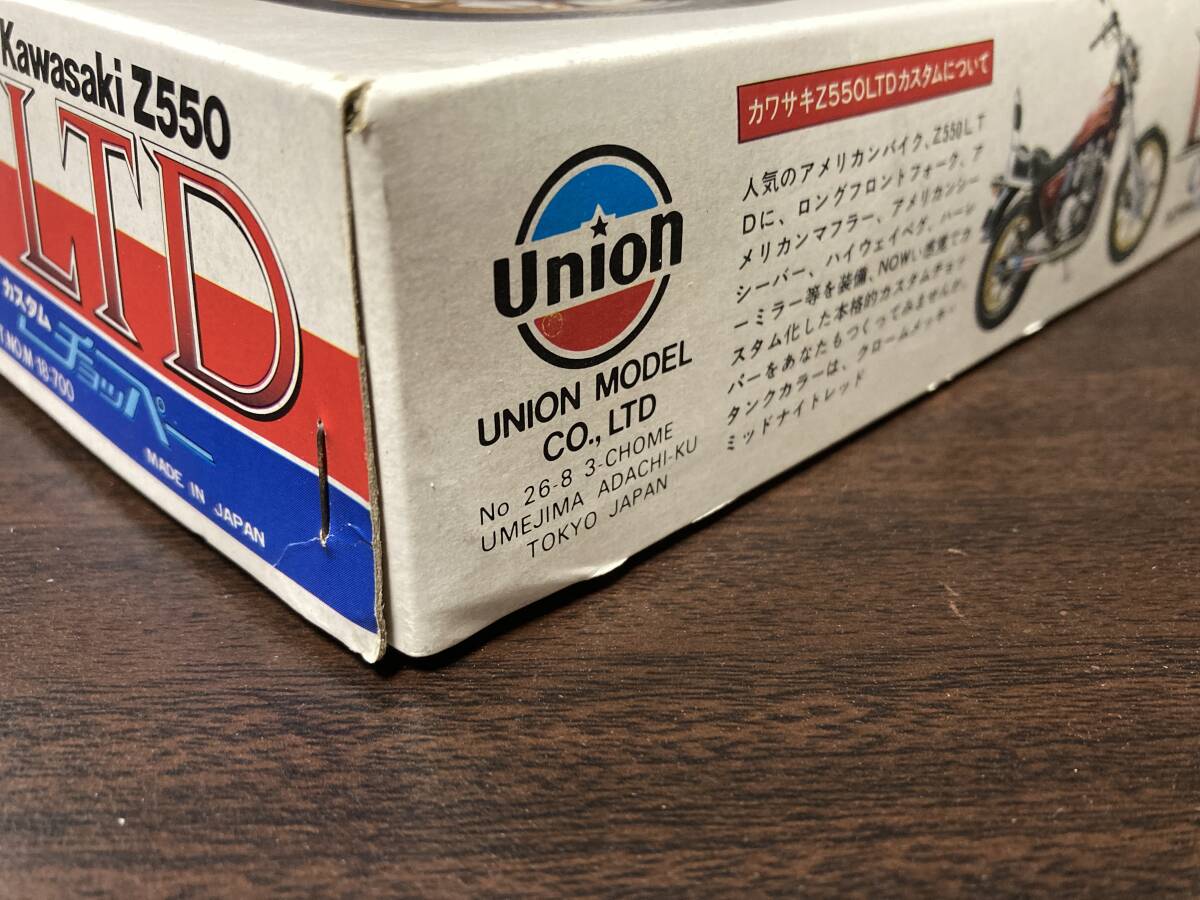 Kawasaki Z550
LTD
カスタム
チョッパー
T.NO.M 18-700
MADE IN JAPAN
Union
UNION MODEL
CO., LTD
No 26-8 3-CHOME
UMEJIMA ADACHI-KU
TOKYO JAPAN
カワサキZ550LTDカスタムについて
人気のアメリカンバイク、Z550LT
Dに、ロングフロントフォーク、ア
メリカンマフラー、アメリカンシー
シーバー、ハイウェイペグ、ハーレ
ーミラー等を装備、NOWい感覚でカ
スタム化した本格的カスタムチョッ
パーをあなたもつくってみませんか。
タンクカラーは、クロームメッキー
ミッドナイトレッド